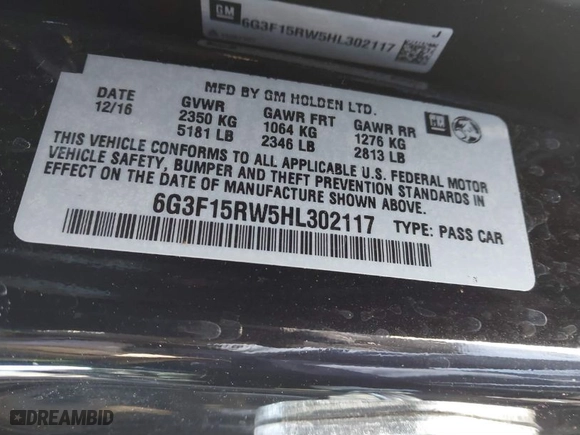 GM
6G3F15RW5HL302117
J
MFD BY GM HOLDEN LTD.
DATE GVWR GAWR FRT GAWR RR
12/16 2350 KG 1064 KG 1276 KG
5181 LB 2346 LB 2813 LB
GM
THIS VEHICLE CONFORMS TO ALL APPLICABLE U.S. FEDERAL MOTOR
VEHICLE SAFETY, BUMPER AND THEFT PREVENTION STANDARDS IN
EFFECT ON THE DATE OF MANUFACTURE SHOWN ABOVE.
6G3F15RW5HL302117
TYPE: PASS CAR
DREAMBID